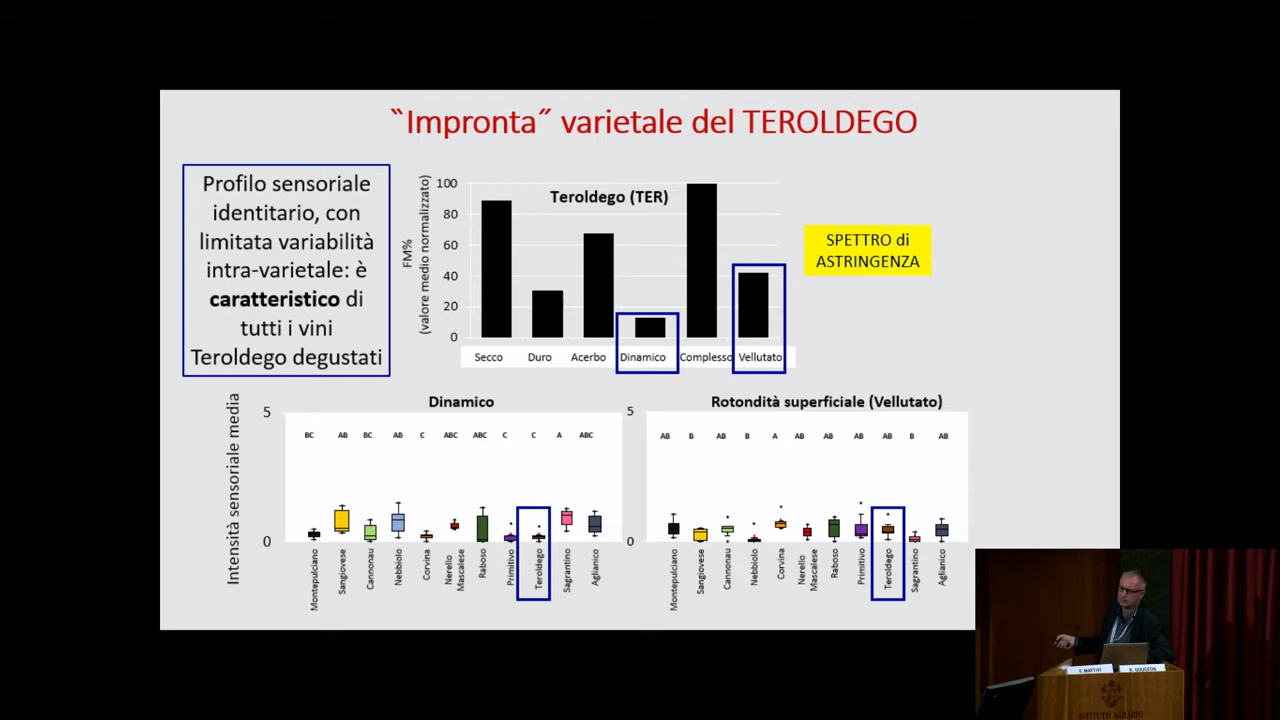 ‶Impronta″ varietale del TEROLDEGO
Profilo sensoriale
identitario, con
limitata variabilità
intra-varietale: è
caratteristico di
tutti i vini
Teroldego degustati
FM%
(valore medio normalizzato)
Teroldego (TER)
100
80
60
40
20
0
Secco Duro Acerbo Dinamico Complesso Vellutato
SPETTRO di
ASTRINGENZA
Intensità sensoriale media
Dinamico
5
0
BC AB BC AB C ABC ABC C C A ABC
Montepulciano
Sangiovese
Cannonau
Nebbiolo
Corvina
Nerello
Mascalese
Raboso
Primitivo
Teroldego
Sagrantino
Aglianico
Rotondità superficiale (Vellutato)
5
0
AB B AB B A AB AB AB AB B AB
Montepulciano
Sangiovese
Cannonau
Nebbiolo
Corvina
Nerello
Mascalese
Raboso
Primitivo
Teroldego
Sagrantino
Aglianico
F. MATTIVI
R. GOUGEON
ISTITUTO AGRARIO